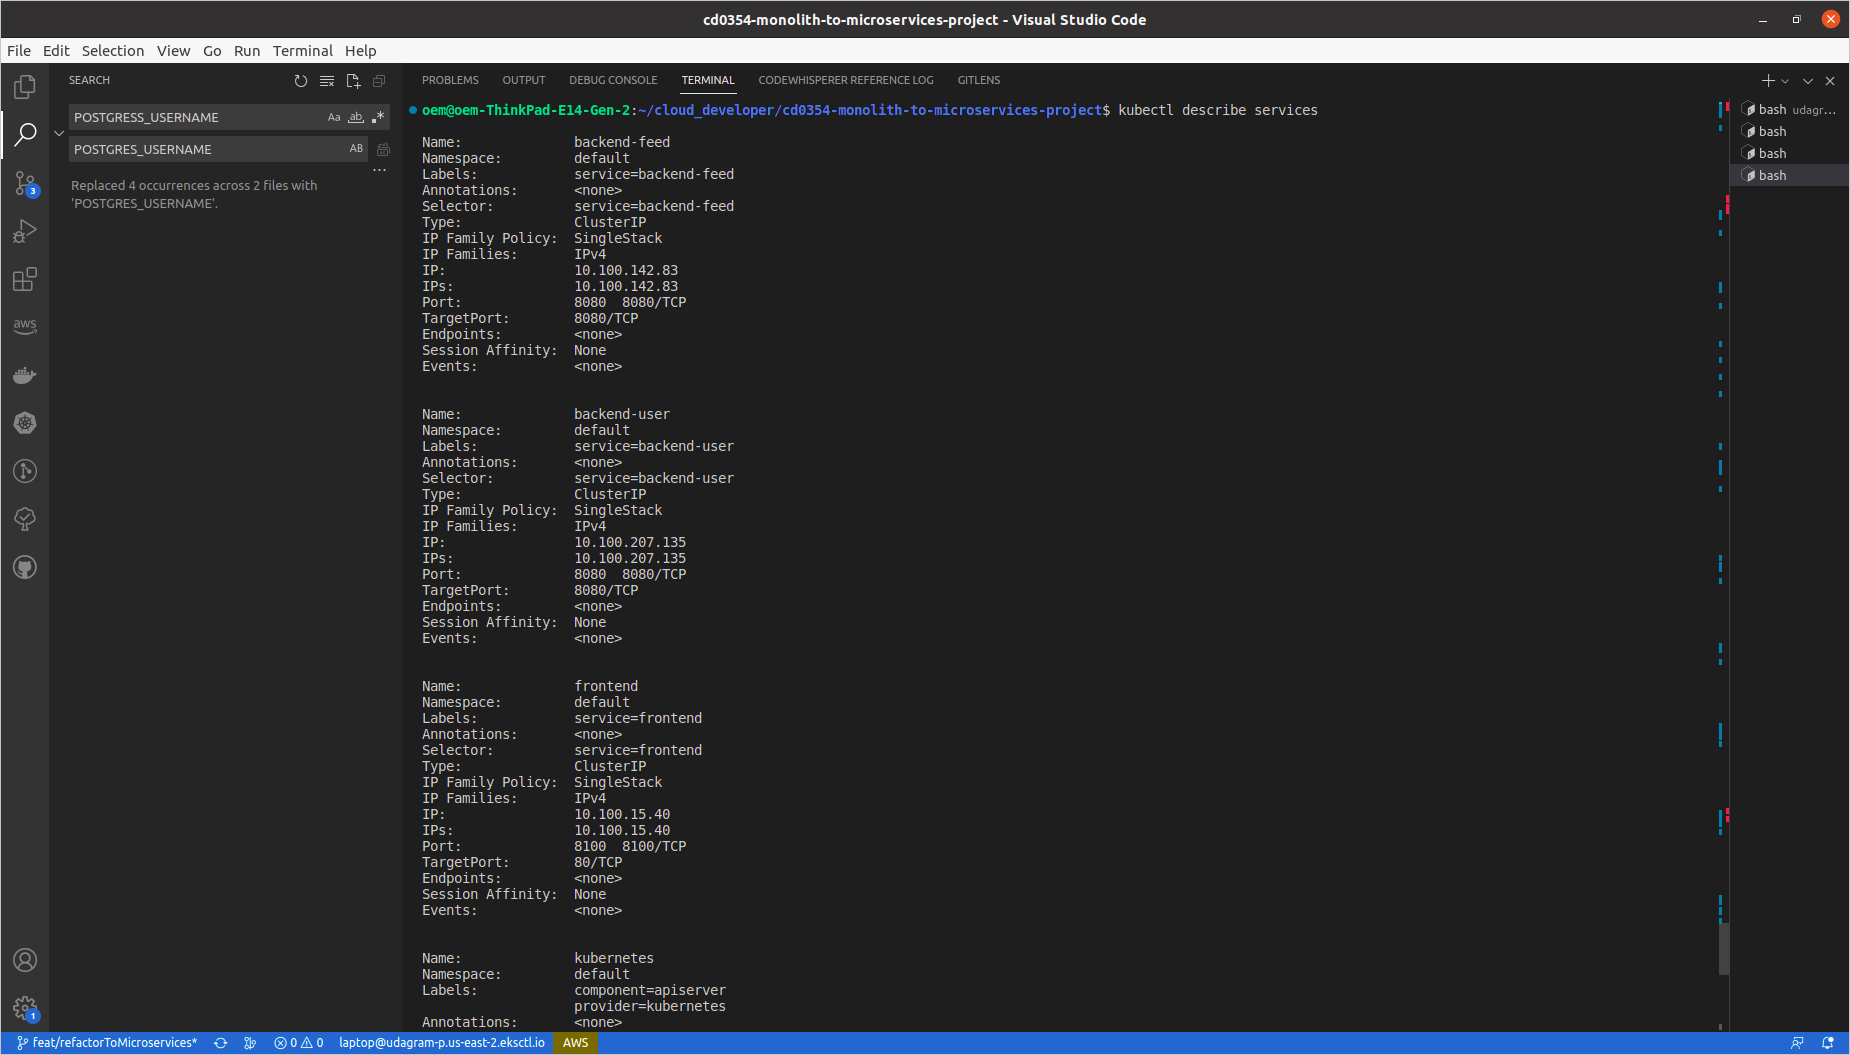 cd0354-monolith-to-microservices-project - Visual Studio Code
File Edit Selection View Go Run Terminal Help
SEARCH
POSTGRESS_USERNAME Aa ab .*
POSTGRES_USERNAME AB
...
Replaced 4 occurrences across 2 files with
'POSTGRES_USERNAME'.
3
aws
1
PROBLEMS OUTPUT DEBUG CONSOLE TERMINAL CODEWHISPERER REFERENCE LOG GITLENS
oem@oem-ThinkPad-E14-Gen-2:~/cloud_developer/cd0354-monolith-to-microservices-project$ kubectl describe services
Name: backend-feed
Namespace: default
Labels: service=backend-feed
Annotations: <none>
Selector: service=backend-feed
Type: ClusterIP
IP Family Policy: SingleStack
IP Families: IPv4
IP: 10.100.142.83
IPs: 10.100.142.83
Port: 8080 8080/TCP
TargetPort: 8080/TCP
Endpoints: <none>
Session Affinity: None
Events: <none>
Name: backend-user
Namespace: default
Labels: service=backend-user
Annotations: <none>
Selector: service=backend-user
Type: ClusterIP
IP Family Policy: SingleStack
IP Families: IPv4
IP: 10.100.207.135
IPs: 10.100.207.135
Port: 8080 8080/TCP
TargetPort: 8080/TCP
Endpoints: <none>
Session Affinity: None
Events: <none>
Name: frontend
Namespace: default
Labels: service=frontend
Annotations: <none>
Selector: service=frontend
Type: ClusterIP
IP Family Policy: SingleStack
IP Families: IPv4
IP: 10.100.15.40
IPs: 10.100.15.40
Port: 8100 8100/TCP
TargetPort: 80/TCP
Endpoints: <none>
Session Affinity: None
Events: <none>
Name: kubernetes
Namespace: default
Labels: component=apiserver
provider=kubernetes
Annotations: <none>
bash udagr...
bash
bash
bash
feat/refactorToMicroservices* 0 0 laptop@udagram-p.us-east-2.eksctl.io AWS